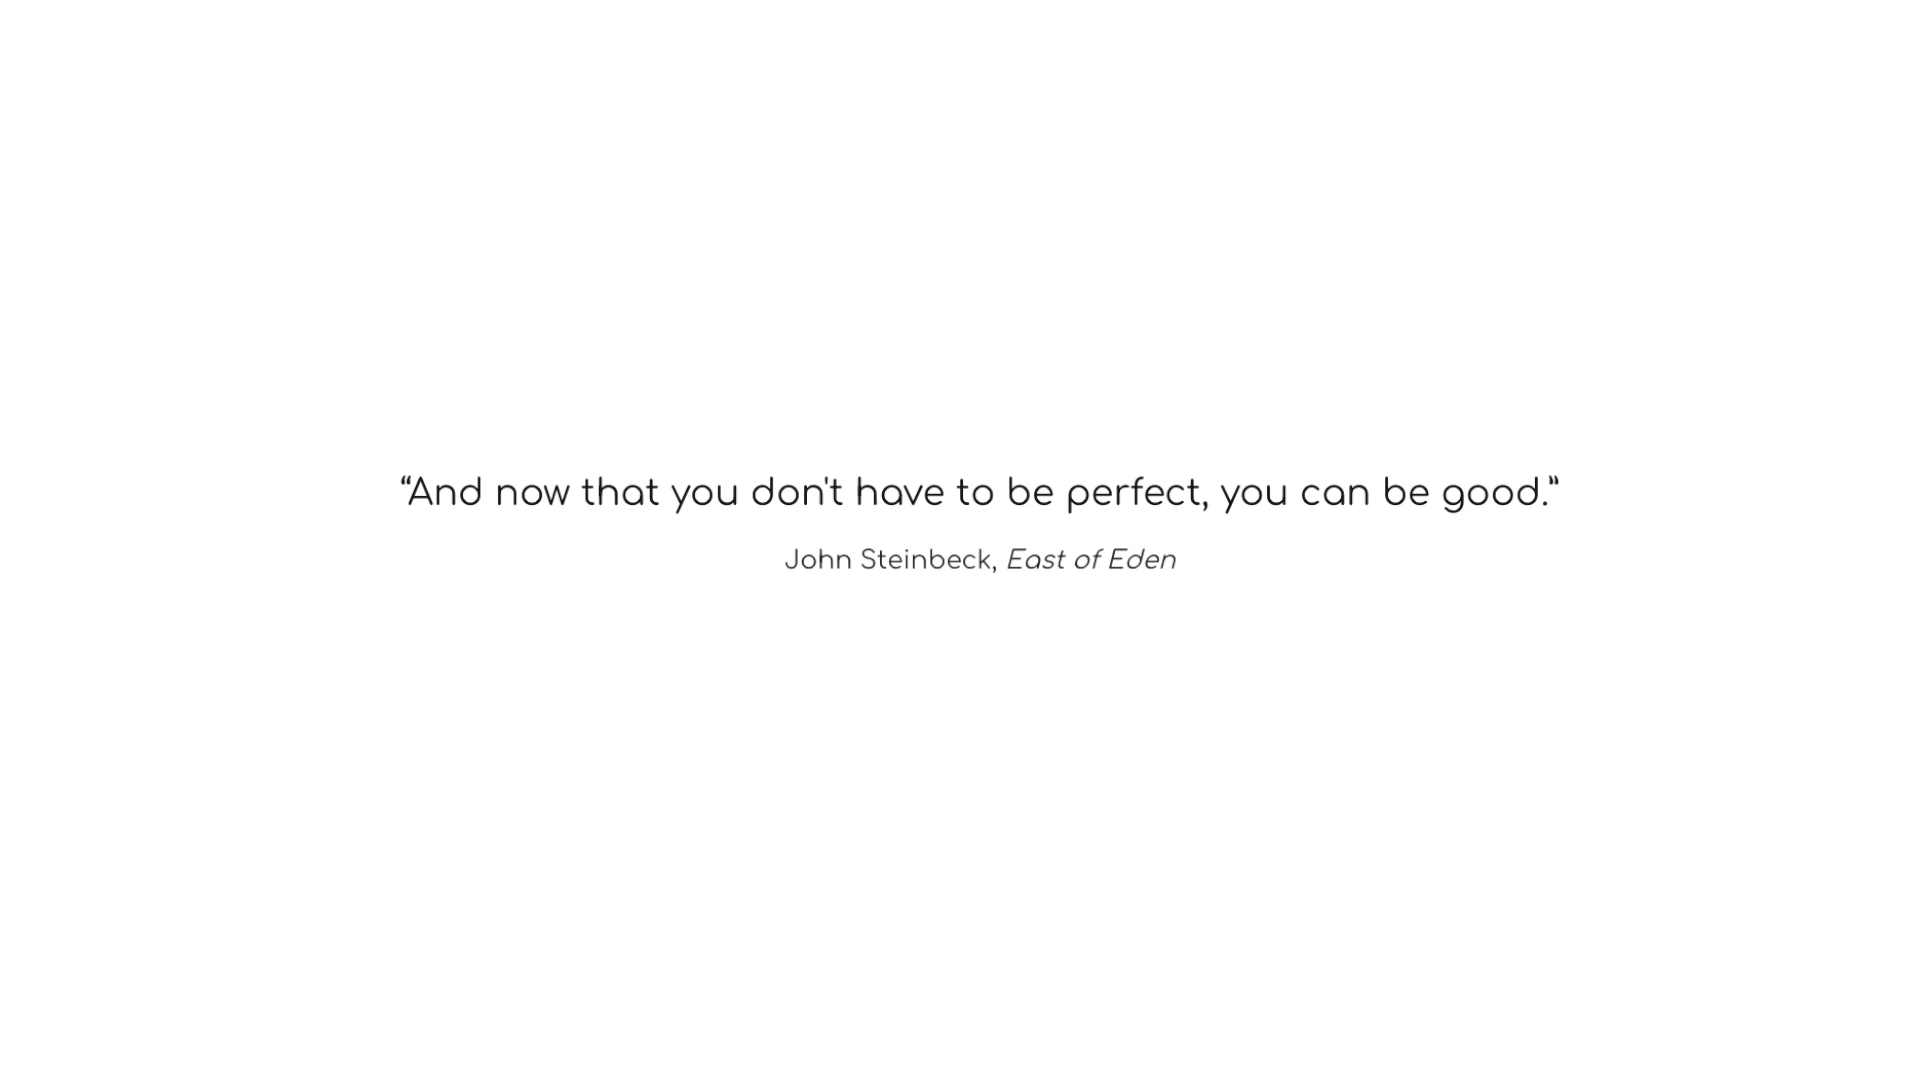 “And now that you don't have to be perfect, you can be good.”
John Steinbeck, East of Eden